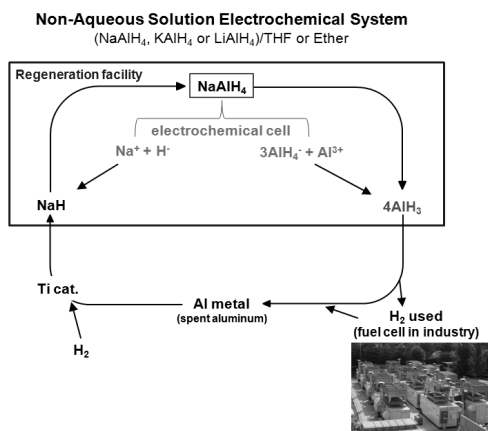 Non-Aqueous Solution Electrochemical System
(NaAlH₄, KAlH₄ or LiAlH₄)/THF or Ether
Regeneration facility
NaAlH₄
electrochemical cell
Na⁺ + H⁻
3AlH₄⁻ + Al³⁺
NaH
4AlH₃
Ti cat.
Al metal
(spent aluminum)
H₂ used
(fuel cell in industry)
H₂